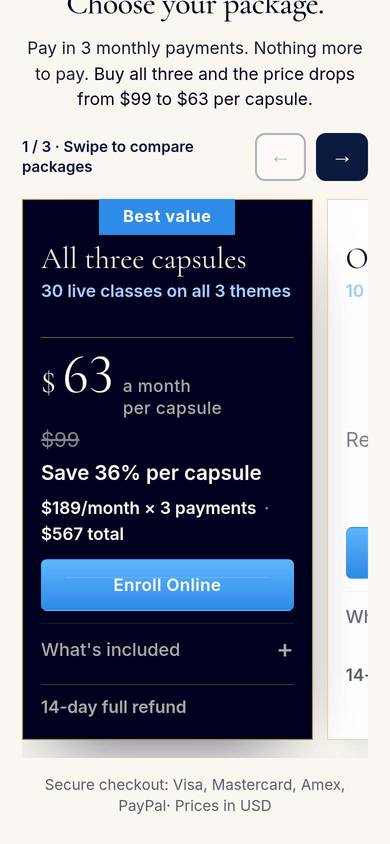 Choose your package.
Pay in 3 monthly payments. Nothing more
to pay. Buy all three and the price drops
from $99 to $63 per capsule.
1 / 3 · Swipe to compare
packages
←
→
Best value
All three capsules
30 live classes on all 3 themes
$ 63 a month
per capsule
$99
Save 36% per capsule
$189/month × 3 payments ·
$567 total
Enroll Online
What's included +
14-day full refund
10
Secure checkout: Visa, Mastercard, Amex,
PayPal· Prices in USD